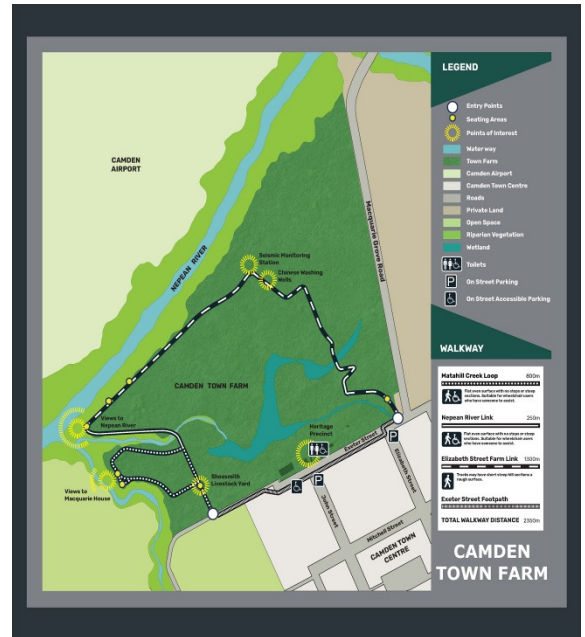 LEGEND
Entry Points
Seating Areas
Points of Interest
Water way
Town Farm
Camden Airport
Camden Town Centre
Roads
Private Land
Open Space
Riparian Vegetation
Wetland
Toilets
P On Street Parking
On Street Accessible Parking
WALKWAY
Matahill Creek Loop 800m
Flat even surface with no steps or steep
sections. Suitable for wheelchair users
who have someone to assist.
Nepean River Link 250m
Flat even surface with no steps or steep
sections. Suitable for wheelchair users
who have someone to assist.
Elizabeth Street Farm Link 1300m
Tracks may have short steep hill sections a
rough surface.
Exeter Street Footpath
TOTAL WALKWAY DISTANCE 2350m
CAMDEN
TOWN FARM
CAMDEN
AIRPORT
NEPEAN RIVER
Macquarie Grove Road
Seismic Monitoring
Station
Chinese Washing
Wells
CAMDEN TOWN FARM
Views to
Nepean River
Heritage
Precinct
Exeter Street
P
Elizabeth Street
Views to
Macquarie House
Shoesmith
Livestock Yard
P
John Street
Mitchell Street
CAMDEN TOWN
CENTRE